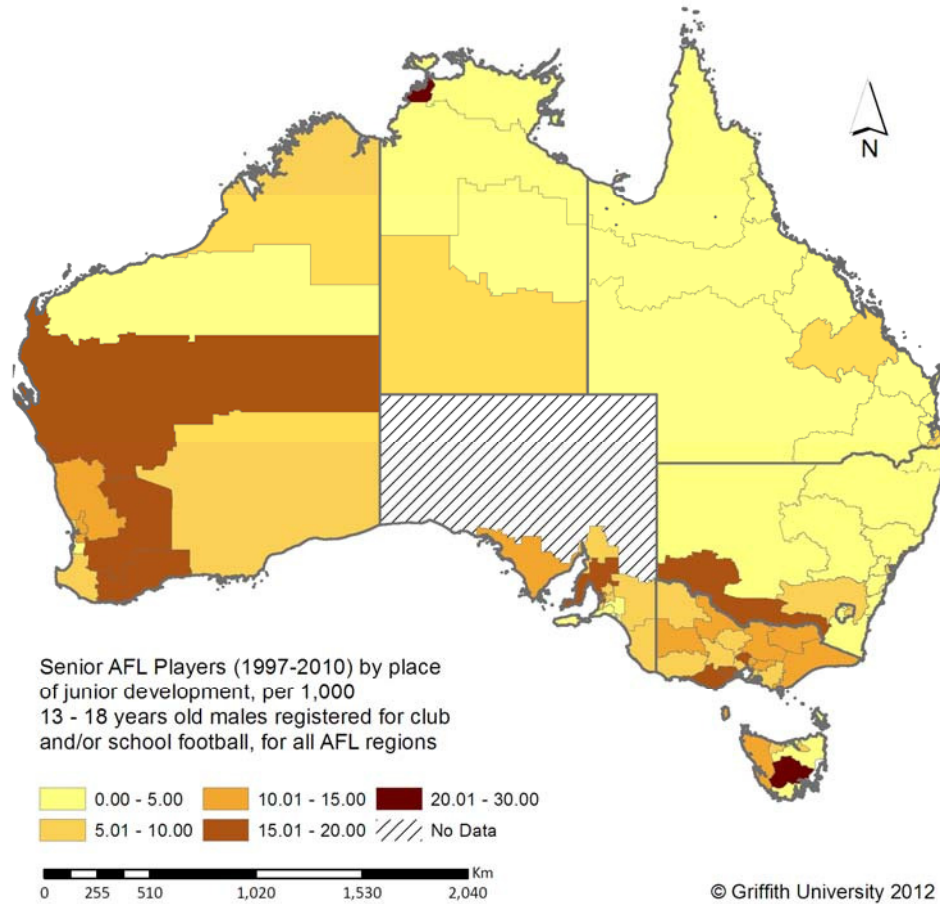 N
Senior AFL Players (1997-2010) by place
of junior development, per 1,000
13 - 18 years old males registered for club
and/or school football, for all AFL regions
0.00 - 5.00
10.01 - 15.00
20.01 - 30.00
5.01 - 10.00
15.01 - 20.00
No Data
Km
0 255 510 1,020 1,530 2,040
© Griffith University 2012